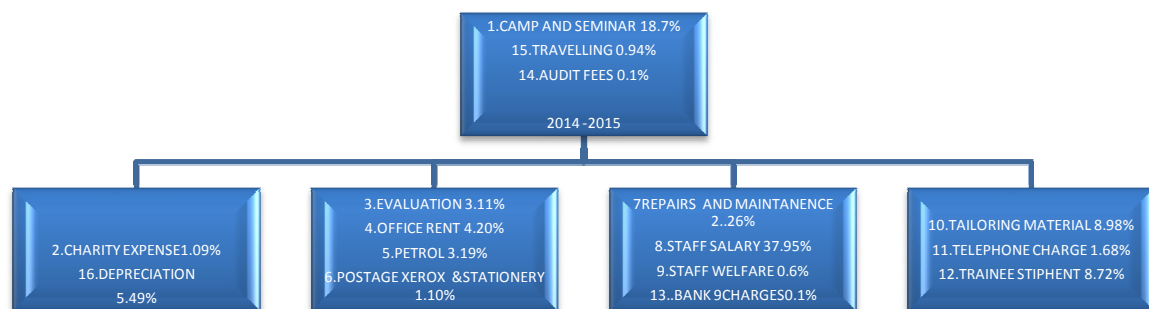 1.CAMP AND SEMINAR 18.7%
15.TRAVELLING 0.94%
14.AUDIT FEES 0.1%
2014 -2015
2.CHARITY EXPENSE1.09%
16.DEPRECIATION
5.49%
3.EVALUATION 3.11%
4.OFFICE RENT 4.20%
5.PETROL 3.19%
6.POSTAGE XEROX &STATIONERY
1.10%
7REPAIRS AND MAINTANENCE
2..26%
8.STAFF SALARY 37.95%
9.STAFF WELFARE 0.6%
13..BANK 9CHARGES0.1%
10.TAILORING MATERIAL 8.98%
11.TELEPHONE CHARGE 1.68%
12.TRAINEE STIPHENT 8.72%